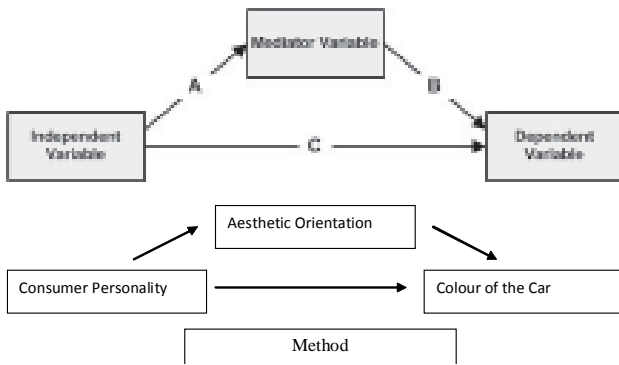 Mediator Variable
A
B
Independent
Variable
C
Dependent
Variable
Aesthetic Orientation
Consumer Personality
Colour of the Car
Method